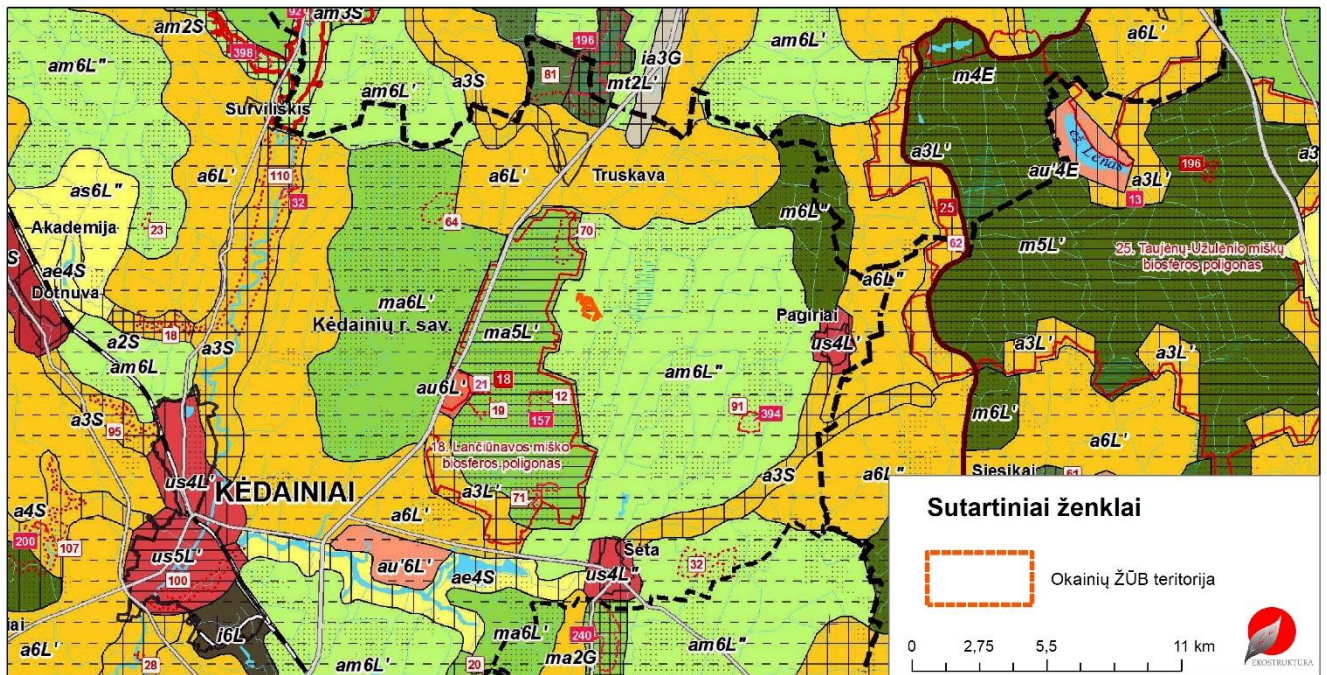 am2S
92
am3S
398
am6L"
196
ia3G
am6L'
a6L'
81
a3S
mt2L'
m4E
am6L'
Surviliškis
ež. Lėnas
a3L'
au'4E
a3L'
196
a3
a6L'
a6L'
Truskava
as6L"
110
m6L"
32
13
25
64
Akademija
23
70
62
m5L'
25. Taujėnų-Užulėnio miškų
biosferos poligonas
S
ae4S
Dotnuva
a6L"
ma6L'
Kėdainių r. sav.
ma5L'
Pagiriai
18
us4L'
a2S
a3S
a3L'
a3L'
am6L
am6L"
au6L'
21
18
12
19
157
91
394
m6L'
a3S
95
a6L'
18. Lančiūnavos miško
biosferos poligonas
a3S
a6L"
Siesikai
61
us4L'
KĖDAINIAI
a3L'
71
a4S
a6L'
200
107
us5L'
au'6L'
Šėta
32
100
ae4S
us4L"
iai
i6L
ma6L'
240
a6L'
28
am6L'
20
ma2G
am6L"
Sutartiniai ženklai
Okainių ŽŪB teritorija
0 2,75 5,5 11 km
EKOSTRUKTŪRA